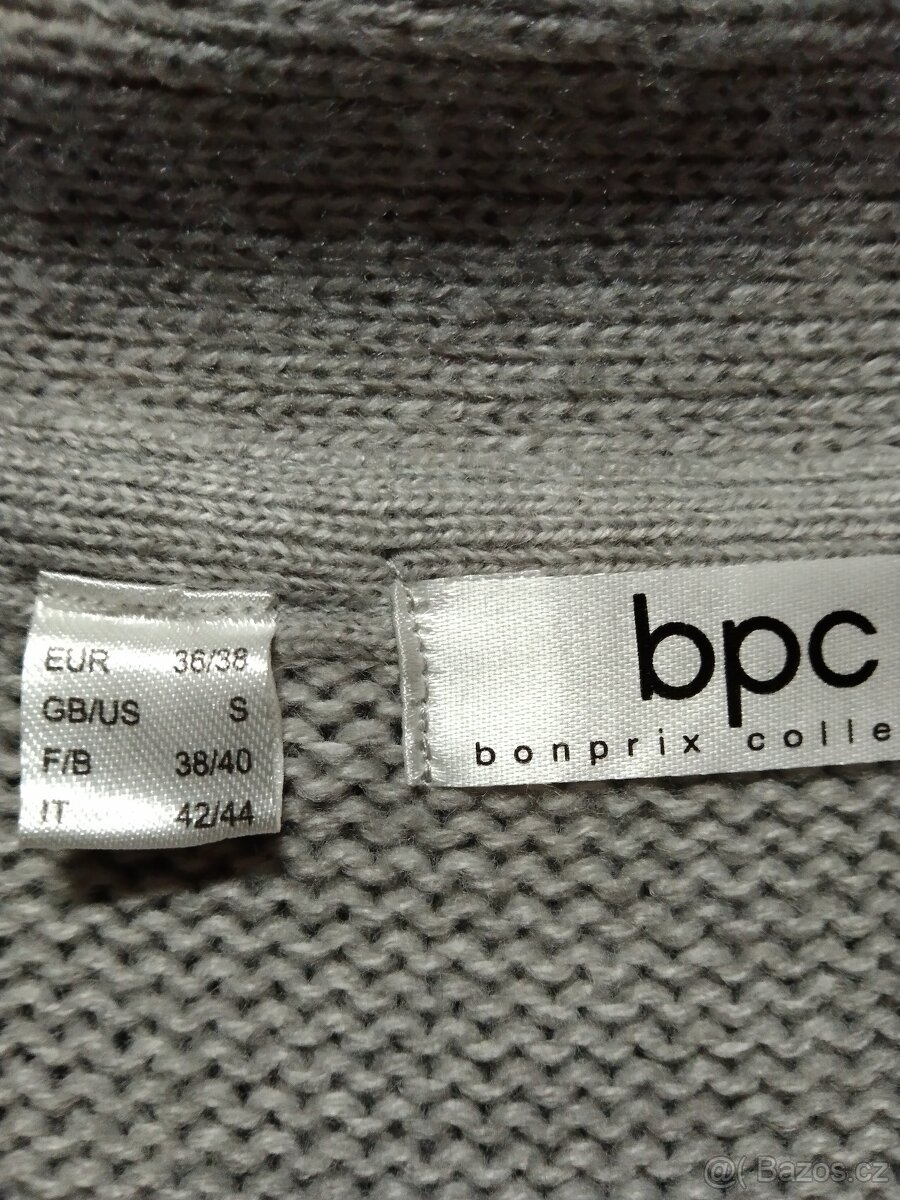 EUR 36/38
GB/US S
F/B 38/40
IT 42/44
bpc
bonprix colle
@( Bazos.cz